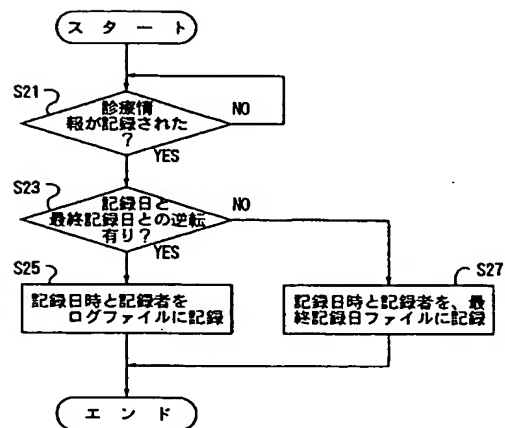 スタート
S21
診療情
報が記録された
?
NO
YES
S23
記録日と
最終記録日との逆転
有り?
NO
YES
S25
記録日時と記録者を
ログファイルに記録
S27
記録日時と記録者を、最
終記録日ファイルに記録
エンド